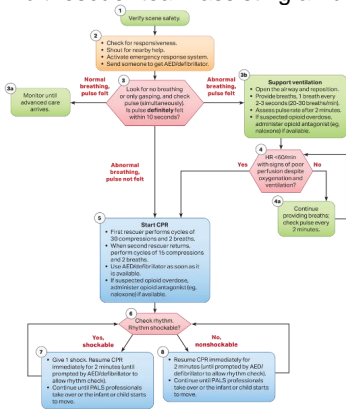 1
Verify scene safety.
2
• Check for responsiveness.
• Shout for nearby help.
• Activate emergency response system.
• Send someone to get AED/defibrillator.
3
Look for no breathing
or only gasping, and check
pulse (simultaneously).
Is pulse definitely felt
within 10 seconds?
Normal
breathing,
pulse felt
3a
Monitor until
advanced care
arrives.
Abnormal
breathing,
pulse felt
3b
Support ventilation
• Open the airway and reposition.
• Provide breaths, 1 breath every
2-3 seconds (20-30 breaths/min).
• Assess pulse rate after 2 minutes.
• If suspected opioid overdose,
administer opioid antagonist (eg,
naloxone) if available.
4
HR <60/min
with signs of poor
perfusion despite
oxygenation and
ventilation?
Yes
No
4a
Continue
providing breaths;
check pulse every
2 minutes.
Abnormal
breathing,
pulse not felt
5
Start CPR
• First rescuer performs cycles of
30 compressions and 2 breaths.
• When second rescuer returns,
perform cycles of 15 compressions
and 2 breaths.
• Use AED/defibrillator as soon as it
is available.
• If suspected opioid overdose,
administer opioid antagonist (eg,
naloxone) if available.
6
Check rhythm.
Rhythm shockable?
Yes,
shockable
No,
nonshockable
7
• Give 1 shock. Resume CPR
immediately for 2 minutes (until
prompted by AED/defibrillator to
allow rhythm check).
• Continue until PALS professionals
take over or the infant or child starts
to move.
8
• Resume CPR immediately for
2 minutes (until prompted by AED/
defibrillator to allow rhythm check).
• Continue until PALS professionals
take over or the infant or child starts
to move.